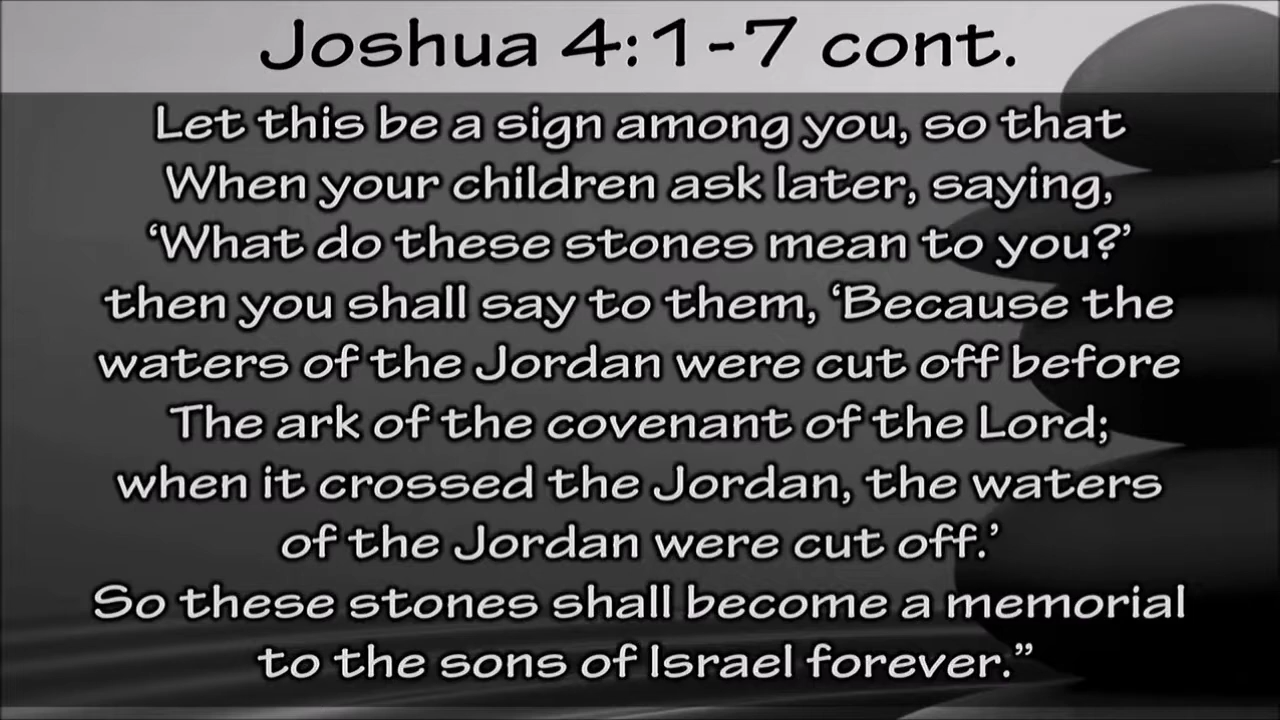 Joshua 4:1-7 cont.
Let this be a sign among you, so that
When your children ask later, saying,
‘What do these stones mean to you?’
then you shall say to them, ‘Because the
waters of the Jordan were cut off before
The ark of the covenant of the Lord;
when it crossed the Jordan, the waters
of the Jordan were cut off.’
So these stones shall become a memorial
to the sons of Israel forever.”